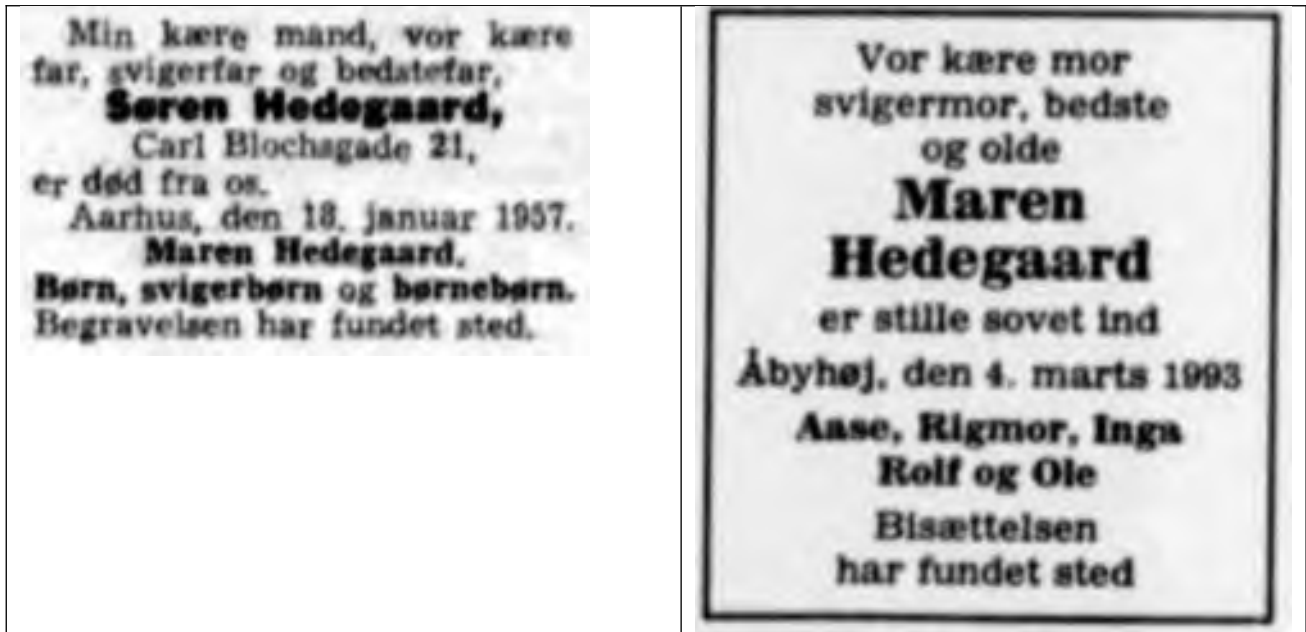 Min kære mand, vor kære
far, svigerfar og bedstefar,
Søren Hedegaard,
Carl Blochsgade 21,
er død fra os.
Aarhus, den 18. januar 1957.
Maren Hedegaard.
Børn, svigerbørn og børnebørn.
Begravelsen har fundet sted.
Vor kære mor
svigermor, bedste
og olde
Maren
Hedegaard
er stille sovet ind
Åbyhøj, den 4. marts 1993
Aase, Rigmor, Inga
Rolf og Ole
Bisættelsen
har fundet sted